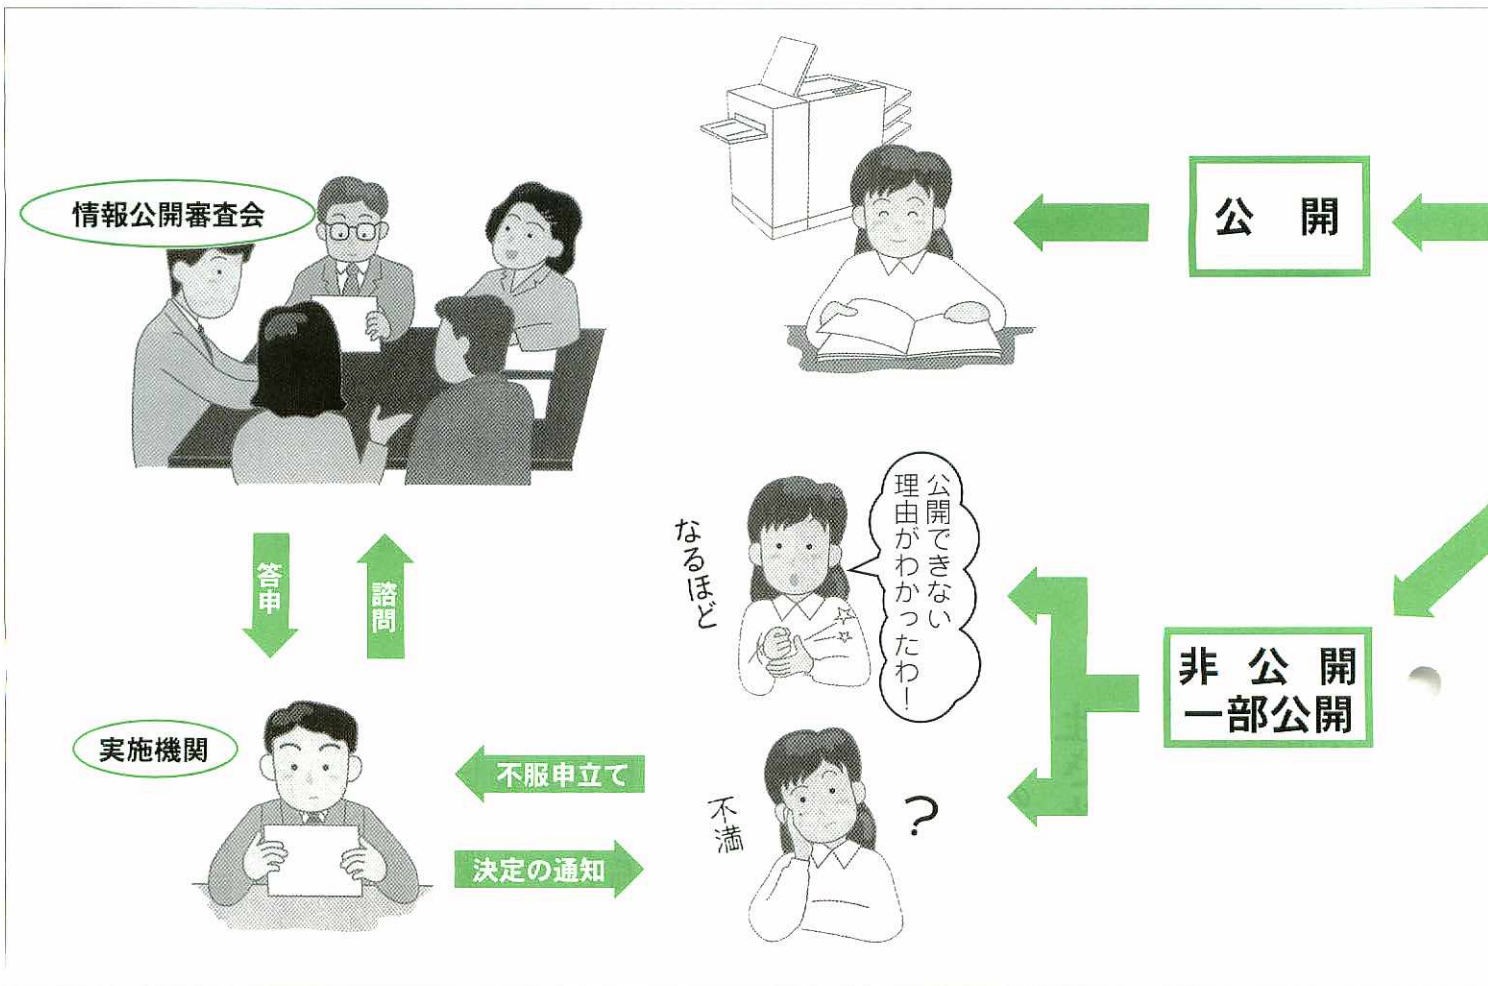 情報公開審査会
公開
答申
諮問
なるほど
公開できない
理由がわかったわ！
非公開
一部公開
実施機関
不服申立て
決定の通知
不満
？